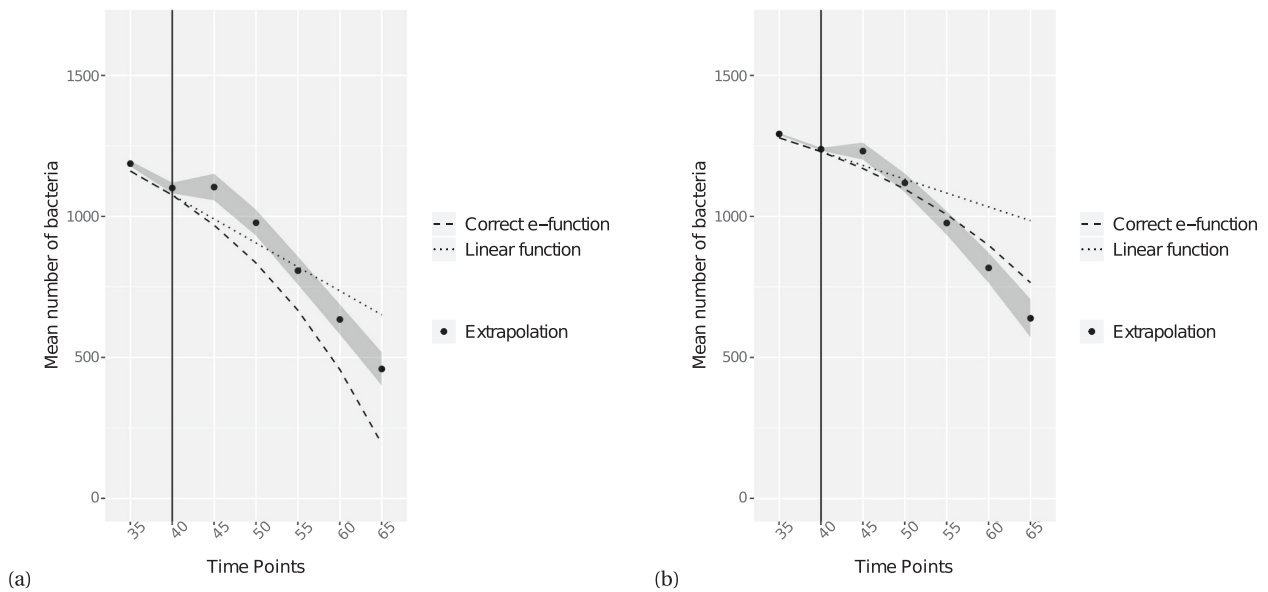 Mean number of bacteria
1500
1000
500
0
35 40 45 50 55 60 65
Time Points
Correct e−function
Linear function
Extrapolation
(a)
Mean number of bacteria
1500
1000
500
0
35 40 45 50 55 60 65
Time Points
Correct e−function
Linear function
Extrapolation
(b)